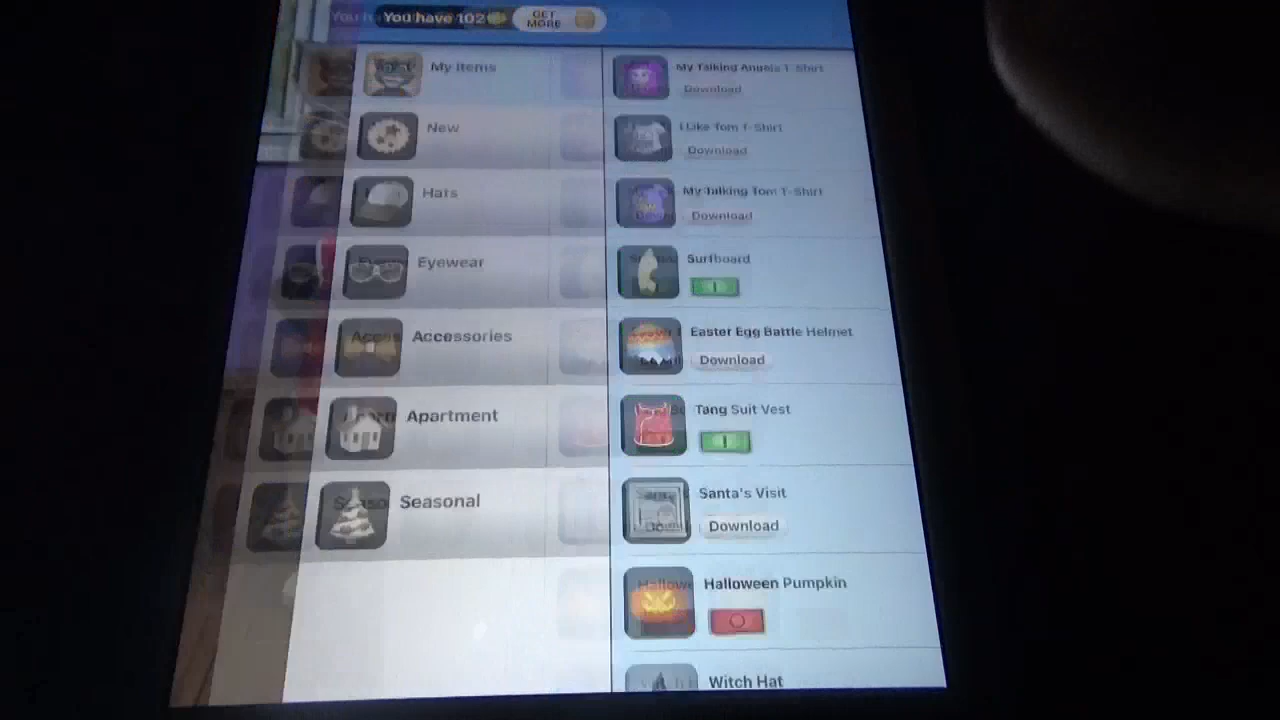 You have 102
GET
MORE
My Items
New
Hats
Eyewear
Accessories
Apartment
Seasonal
My Talking Angela T-Shirt
Download
I Like Tom T-Shirt
Download
My Talking Tom T-Shirt
Download
Surfboard
I
Easter Egg Battle Helmet
Download
Tang Suit Vest
I
Santa's Visit
Download
Halloween Pumpkin
O
Witch Hat